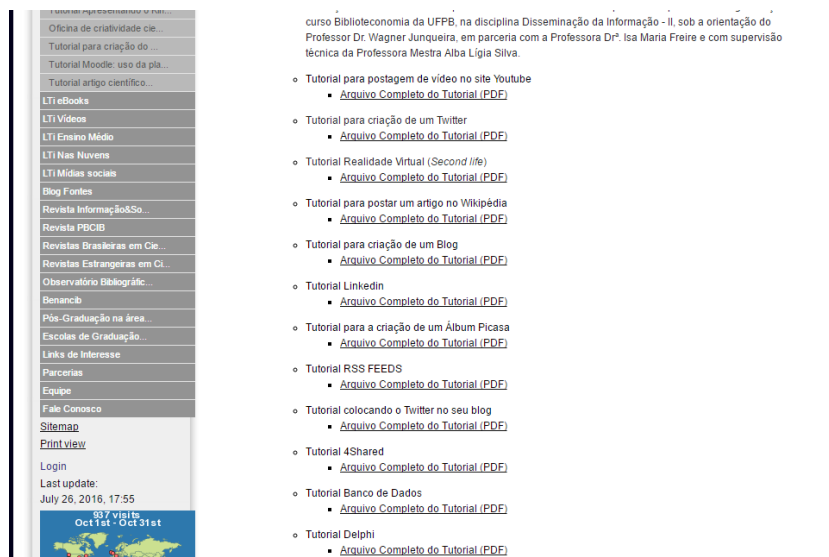 Oficina de criatividade cie...
Tutorial para criação do ...
Tutorial Moodle: uso da pla...
Tutorial artigo científico...
LTi eBooks
LTi Vídeos
LTi Ensino Médio
LTi Nas Nuvens
LTi Mídias sociais
Blog Fontes
Revista Informação&So...
Revista PBCIB
Revistas Brasileiras em Cie...
Revistas Estrangeiras em Ci...
Observatório Bibliográfic...
Benancib
Pós-Graduação na área...
Escolas de Graduação...
Links de Interesse
Parcerias
Equipe
Fale Conosco
Sitemap
Print view
Login
Last update:
July 26, 2016, 17:55
937 visits
Oct 1st - Oct 31st
curso Biblioteconomia da UFPB, na disciplina Disseminação da Informação - II, sob a orientação do
Professor Dr. Wagner Junqueira, em parceria com a Professora Drª. Isa Maria Freire e com supervisão
técnica da Professora Mestra Alba Lígia Silva.
Tutorial para postagem de vídeo no site Youtube
Arquivo Completo do Tutorial (PDF)
Tutorial para criação de um Twitter
Arquivo Completo do Tutorial (PDF)
Tutorial Realidade Virtual (Second life)
Arquivo Completo do Tutorial (PDF)
Tutorial para postar um artigo no Wikipédia
Arquivo Completo do Tutorial (PDF)
Tutorial para criação de um Blog
Arquivo Completo do Tutorial (PDF)
Tutorial Linkedin
Arquivo Completo do Tutorial (PDF)
Tutorial para a criação de um Álbum Picasa
Arquivo Completo do Tutorial (PDF)
Tutorial RSS FEEDS
Arquivo Completo do Tutorial (PDF)
Tutorial colocando o Twitter no seu blog
Arquivo Completo do Tutorial (PDF)
Tutorial 4Shared
Arquivo Completo do Tutorial (PDF)
Tutorial Banco de Dados
Arquivo Completo do Tutorial (PDF)
Tutorial Delphi
Arquivo Completo do Tutorial (PDF)